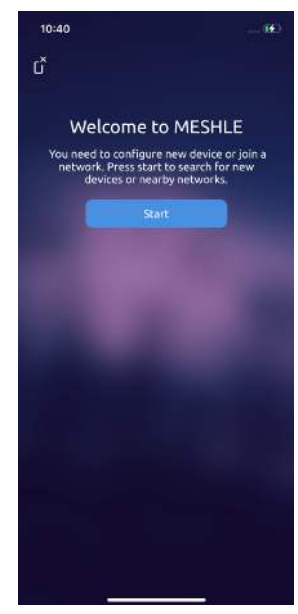 10:40
Welcome to MESHLE
You need to configure new device or join a
network. Press start to search for new
devices or nearby networks.
Start